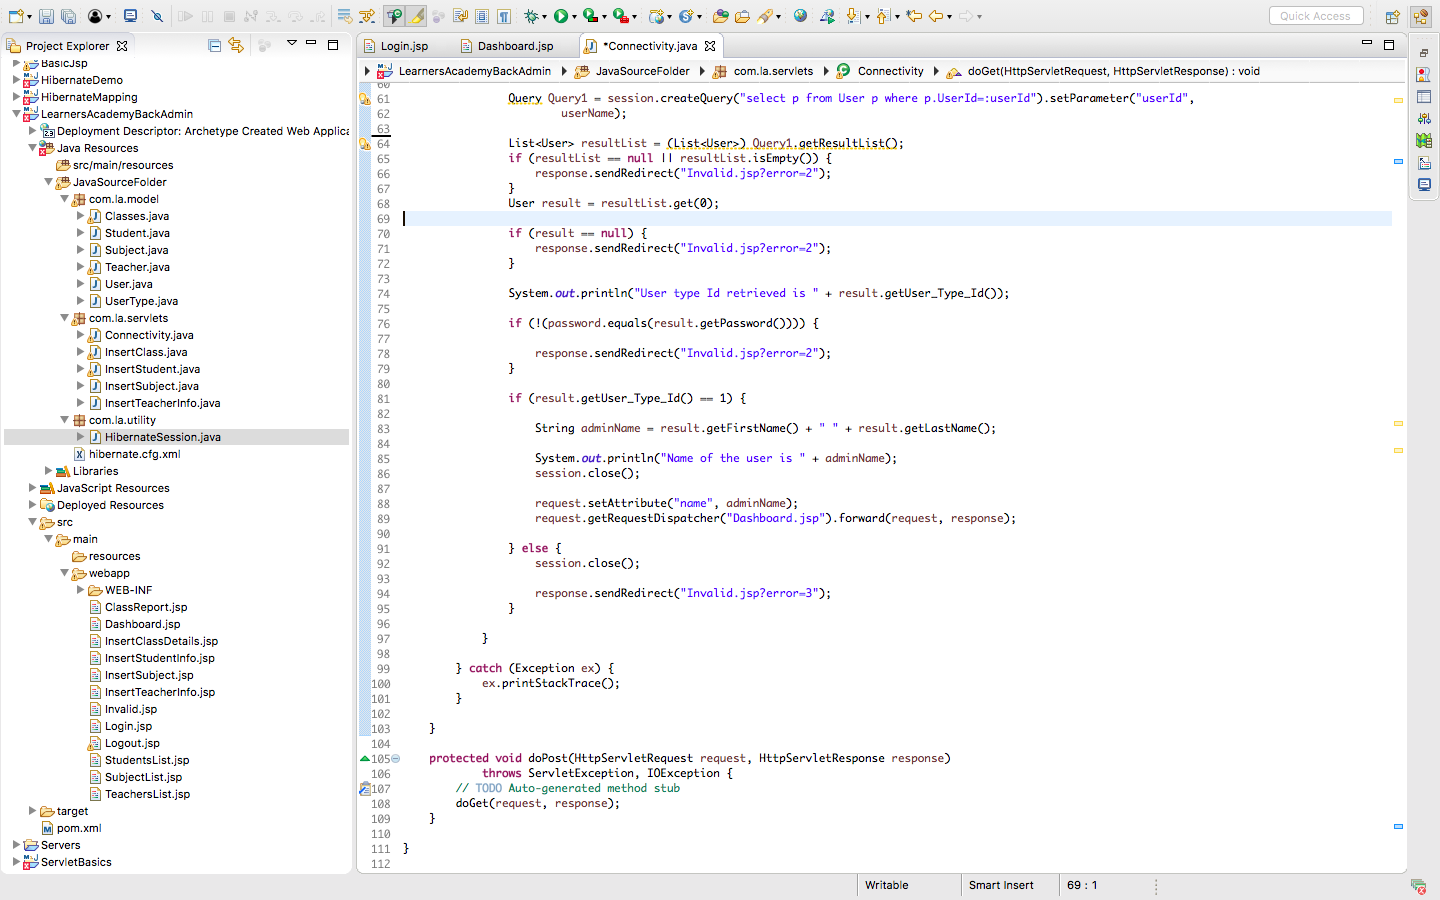 Quick Access
Project Explorer
BasicJsp
HibernateDemo
HibernateMapping
LearnersAcademyBackAdmin
Deployment Descriptor: Archetype Created Web Applica
Java Resources
src/main/resources
JavaSourceFolder
com.la.model
Classes.java
Student.java
Subject.java
Teacher.java
User.java
UserType.java
com.la.servlets
Connectivity.java
InsertClass.java
InsertStudent.java
InsertSubject.java
InsertTeacherInfo.java
com.la.utility
HibernateSession.java
hibernate.cfg.xml
Libraries
JavaScript Resources
Deployed Resources
src
main
resources
webapp
WEB-INF
ClassReport.jsp
Dashboard.jsp
InsertClassDetails.jsp
InsertStudentInfo.jsp
InsertSubject.jsp
InsertTeacherInfo.jsp
Invalid.jsp
Login.jsp
Logout.jsp
StudentsList.jsp
SubjectList.jsp
TeachersList.jsp
target
pom.xml
Servers
ServletBasics
Login.jsp Dashboard.jsp *Connectivity.java
LearnersAcademyBackAdmin JavaSourceFolder com.la.servlets Connectivity doGet(HttpServletRequest, HttpServletResponse) : void
60
61 Query Query1 = session.createQuery("select p from User p where p.UserId=:userId").setParameter("userId",
62 userName);
63
64 List<User> resultList = (List<User>) Query1.getResultList();
65 if (resultList == null || resultList.isEmpty()) {
66 response.sendRedirect("Invalid.jsp?error=2");
67 }
68 User result = resultList.get(0);
69
70 if (result == null) {
71 response.sendRedirect("Invalid.jsp?error=2");
72 }
73
74 System.out.println("User type Id retrieved is " + result.getUser_Type_Id());
75
76 if (!(password.equals(result.getPassword()))) {
77
78 response.sendRedirect("Invalid.jsp?error=2");
79 }
80
81 if (result.getUser_Type_Id() == 1) {
82
83 String adminName = result.getFirstName() + " " + result.getLastName();
84
85 System.out.println("Name of the user is " + adminName);
86 session.close();
87
88 request.setAttribute("name", adminName);
89 request.getRequestDispatcher("Dashboard.jsp").forward(request, response);
90
91 } else {
92 session.close();
93
94 response.sendRedirect("Invalid.jsp?error=3");
95 }
96
97 }
98
99 } catch (Exception ex) {
100 ex.printStackTrace();
101 }
102
103 }
104
105 protected void doPost(HttpServletRequest request, HttpServletResponse response)
106 throws ServletException, IOException {
107 // TODO Auto-generated method stub
108 doGet(request, response);
109 }
110
111 }
112
Writable Smart Insert 69 : 1